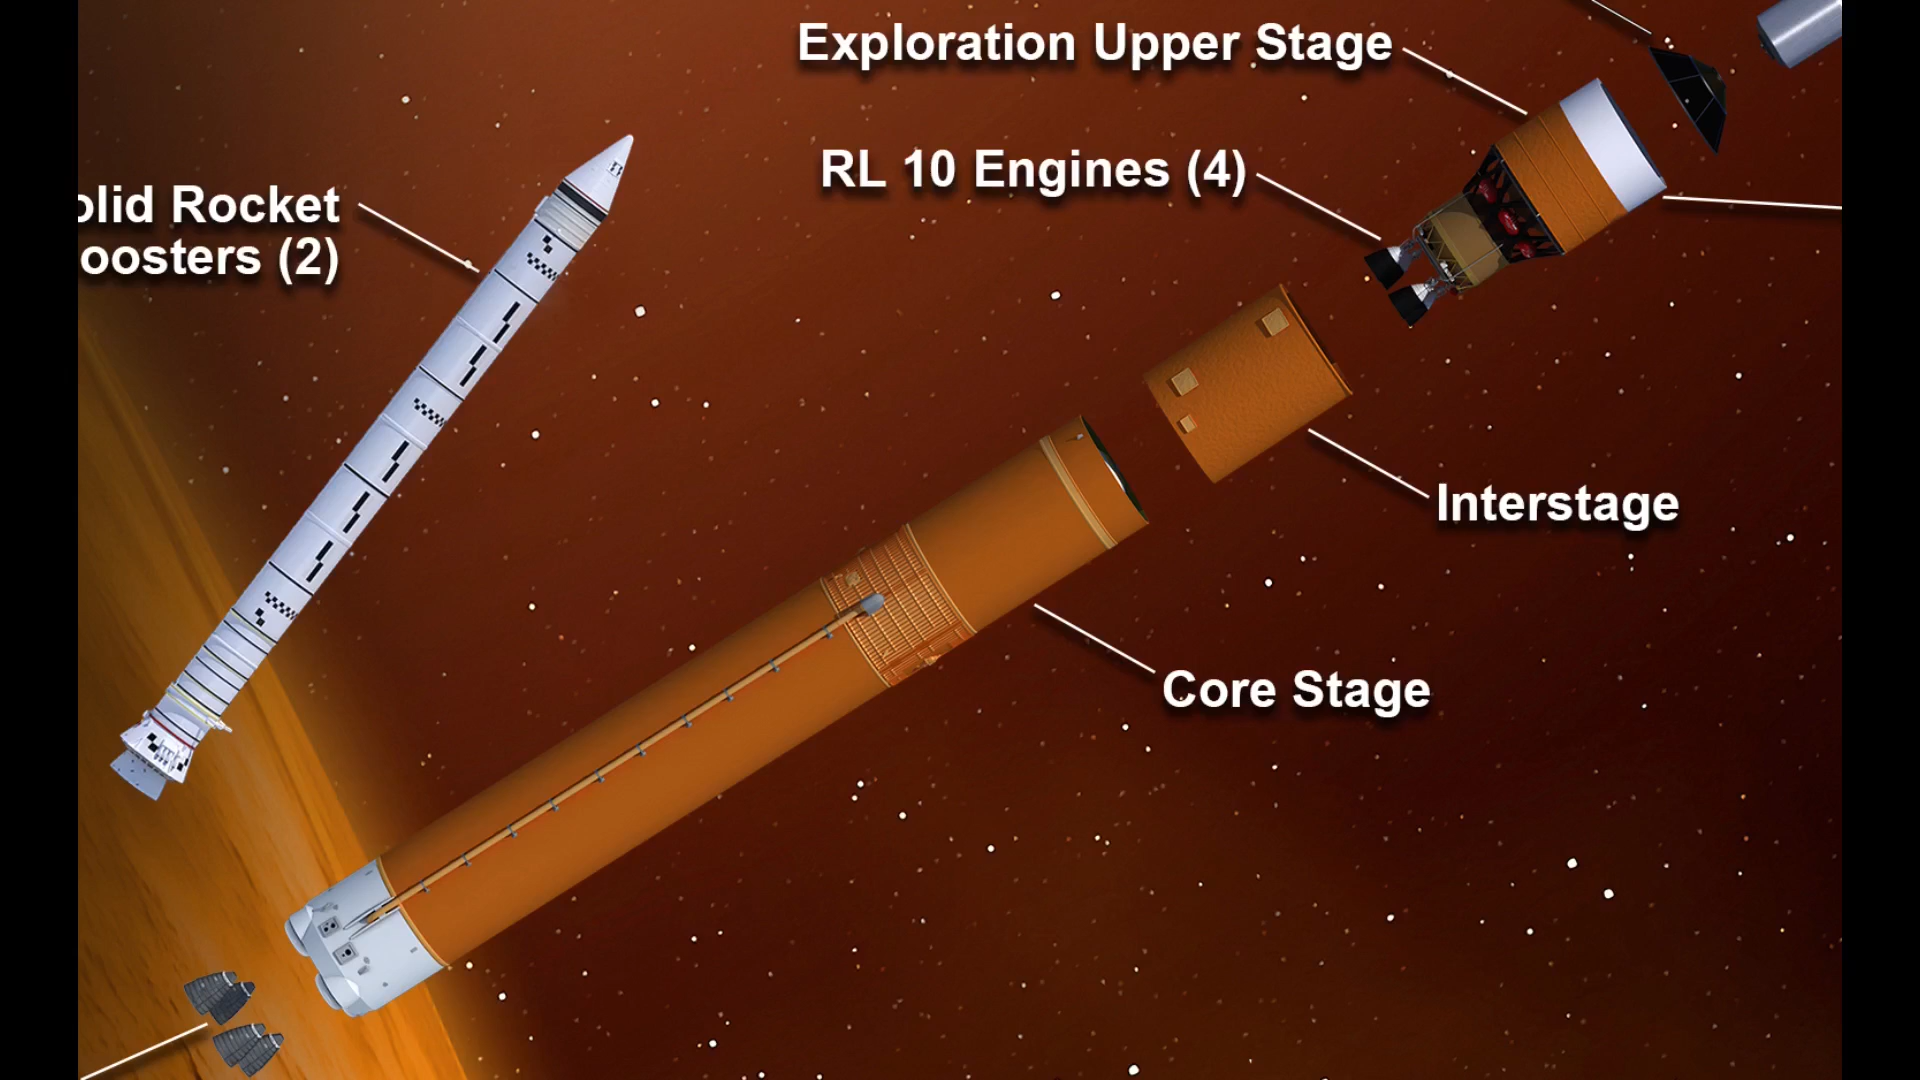 Exploration Upper Stage
RL 10 Engines (4)
olid Rocket
oosters (2)
Interstage
Core Stage